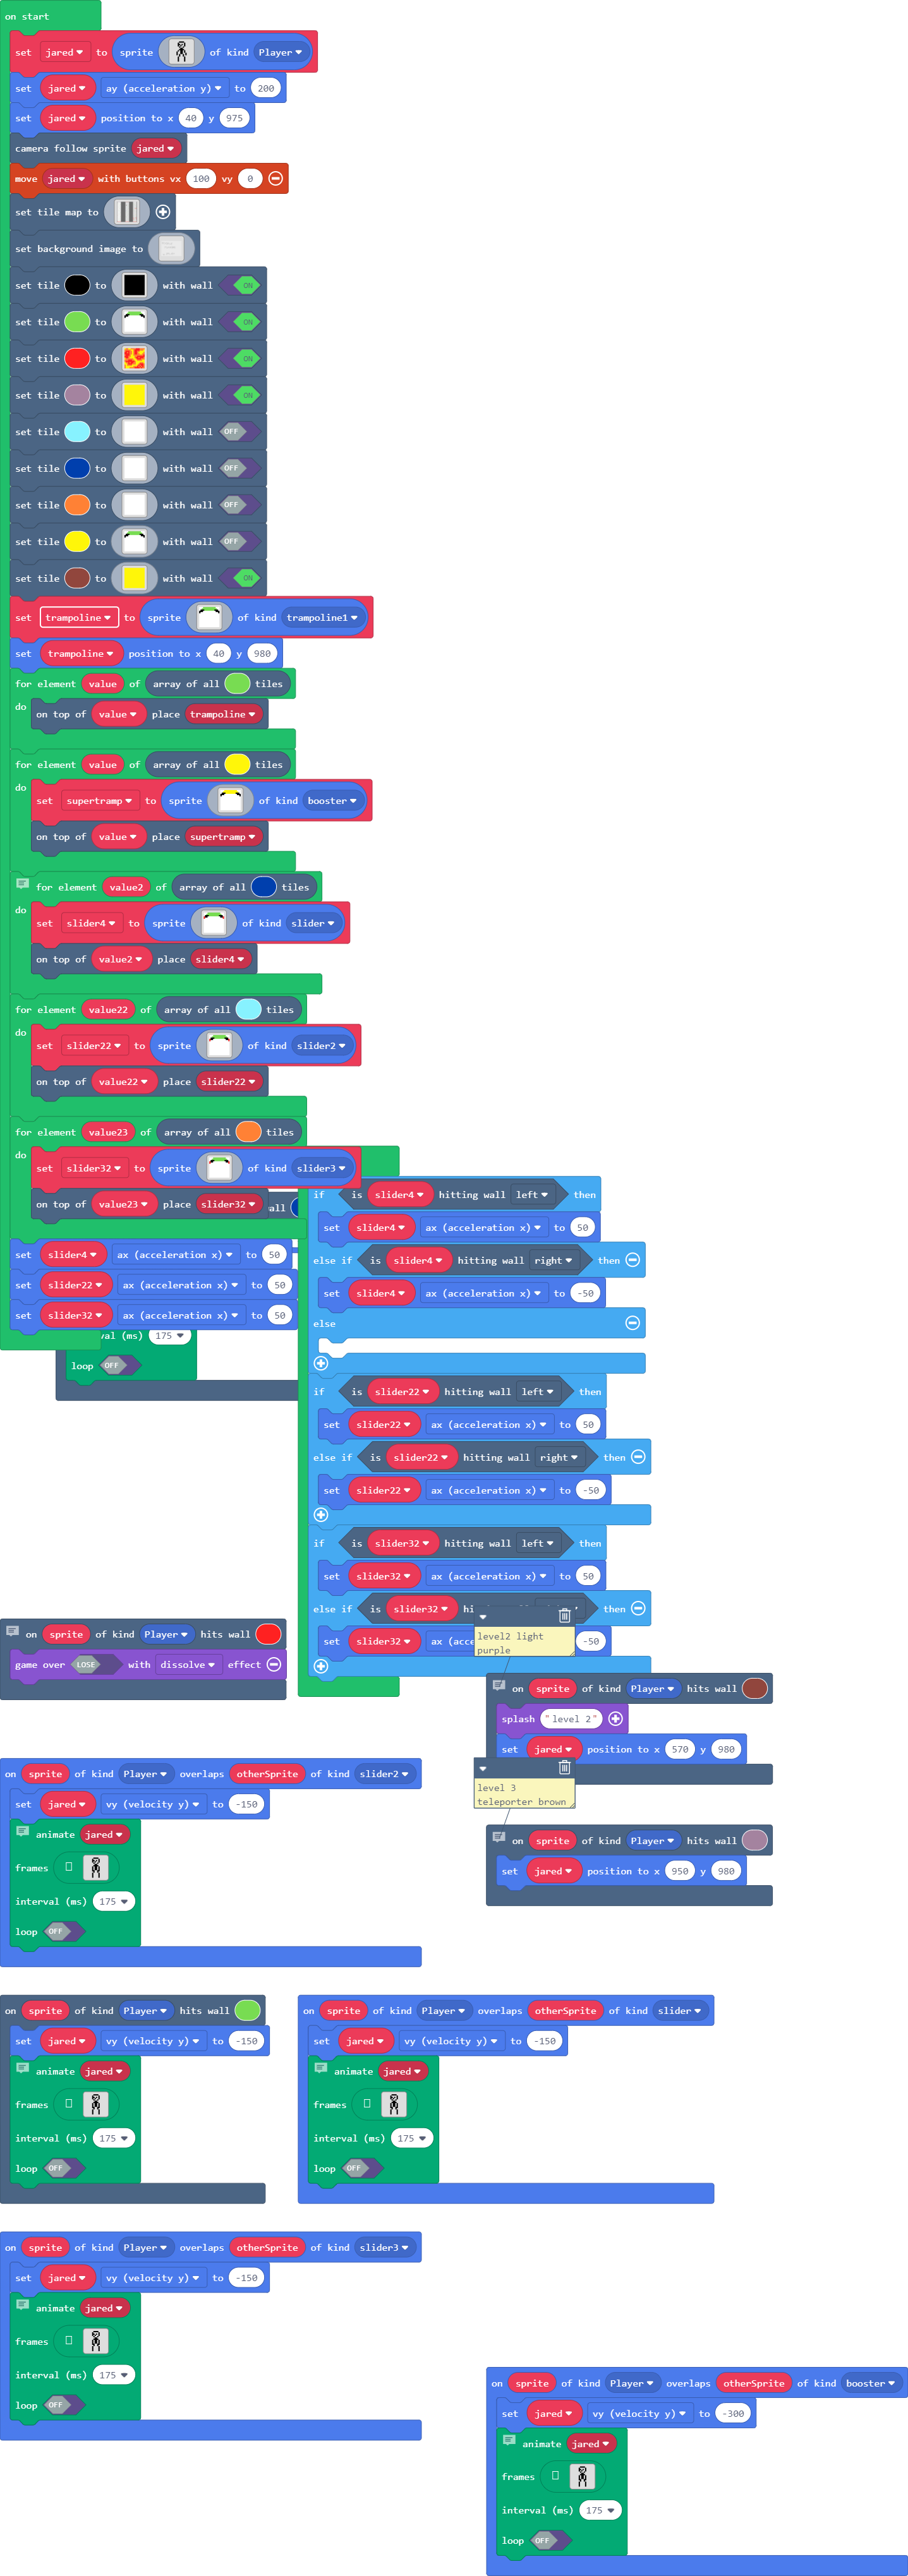 on start
set jared to sprite of kind Player
set jared ay (acceleration y) to 200
set jared position to x 40 y 975
camera follow sprite jared
move jared with buttons vx 100 vy 0
set tile map to
set background image to
set tile to with wall ON
set tile to with wall ON
set tile to with wall ON
set tile to with wall ON
set tile to with wall OFF
set tile to with wall OFF
set tile to with wall OFF
set tile to with wall OFF
set tile to with wall ON
set trampoline to sprite of kind trampoline1
set trampoline position to x 40 y 980
for element value of array of all tiles
do on top of value place trampoline
for element value of array of all tiles
do set supertramp to sprite of kind booster
on top of value place supertramp
for element value2 of array of all tiles
do set slider4 to sprite of kind slider
on top of value2 place slider4
for element value22 of array of all tiles
do set slider22 to sprite of kind slider2
on top of value22 place slider22
for element value23 of array of all tiles
do set slider32 to sprite of kind slider3
on top of value23 place slider32
set slider4 ax (acceleration x) to 50
set slider22 ax (acceleration x) to 50
set slider32 ax (acceleration x) to 50
(ms) 175
loop OFF
if is slider4 hitting wall left then
set slider4 ax (acceleration x) to 50
else if is slider4 hitting wall right then
set slider4 ax (acceleration x) to -50
else
if is slider22 hitting wall left then
set slider22 ax (acceleration x) to 50
else if is slider22 hitting wall right then
set slider22 ax (acceleration x) to -50
if is slider32 hitting wall left then
set slider32 ax (acceleration x) to 50
else if is slider32 then
set slider32 -50
on sprite of kind Player hits wall
game over LOSE with dissolve effect
level2 light
purple
on sprite of kind Player hits wall
splash "level 2"
set jared position to x 570 y 980
level 3
teleporter brown
on sprite of kind Player hits wall
set jared position to x 950 y 980
on sprite of kind Player overlaps otherSprite of kind slider2
set jared vy (velocity y) to -150
animate jared
frames
interval (ms) 175
loop OFF
on sprite of kind Player hits wall
set jared vy (velocity y) to -150
animate jared
frames
interval (ms) 175
loop OFF
on sprite of kind Player overlaps otherSprite of kind slider
set jared vy (velocity y) to -150
animate jared
frames
interval (ms) 175
loop OFF
on sprite of kind Player overlaps otherSprite of kind slider3
set jared vy (velocity y) to -150
animate jared
frames
interval (ms) 175
loop OFF
on sprite of kind Player overlaps otherSprite of kind booster
set jared vy (velocity y) to -300
animate jared
frames
interval (ms) 175
loop OFF